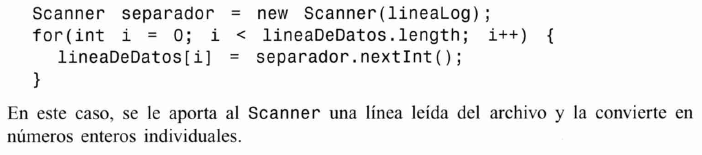 Scanner separador = new Scanner(lineaLog);
for(int i = 0; i < lineaDeDatos.length; i++) {
lineaDeDatos[i] = separador.nextInt();
}
En este caso, se le aporta al Scanner una línea leída del archivo y la convierte en
números enteros individuales.